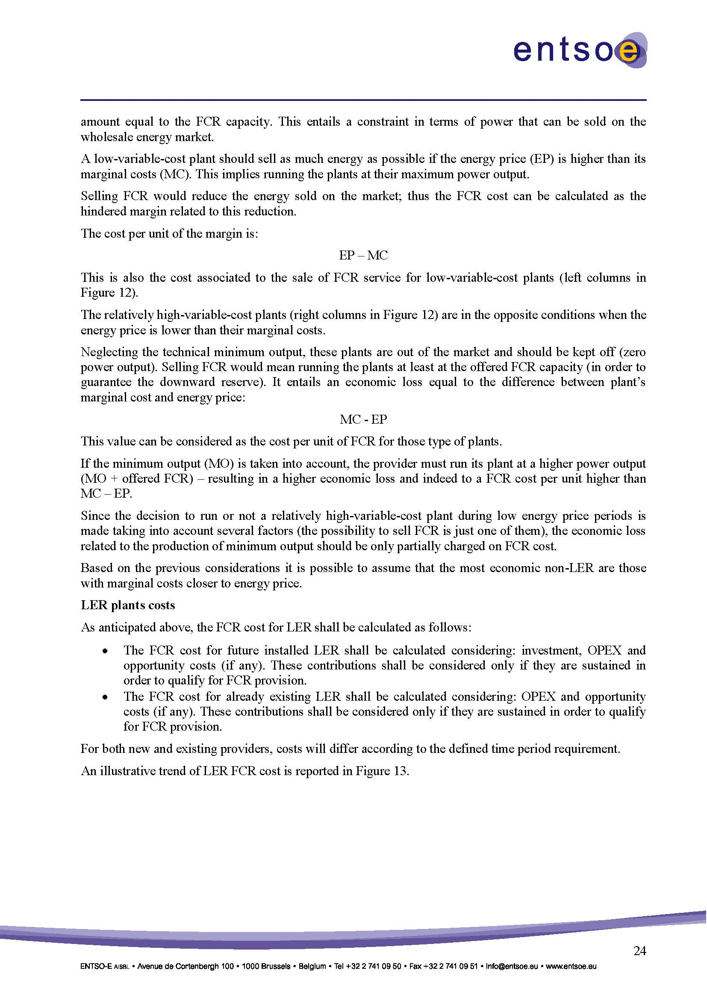 entsoe
amount equal to the FCR capacity. This entails a constraint in terms of power that can be sold on the
wholesale energy market.
A low-variable-cost plant should sell as much energy as possible if the energy price (EP) is higher than its
marginal costs (MC). This implies running the plants at their maximum power output.
Selling FCR would reduce the energy sold on the market; thus the FCR cost can be calculated as the
hindered margin related to this reduction.
The cost per unit of the margin is:
EP – MC
This is also the cost associated to the sale of FCR service for low-variable-cost plants (left columns in
Figure 12).
The relatively high-variable-cost plants (right columns in Figure 12) are in the opposite conditions when the
energy price is lower than their marginal costs.
Neglecting the technical minimum output, these plants are out of the market and should be kept off (zero
power output). Selling FCR would mean running the plants at least at the offered FCR capacity (in order to
guarantee the downward reserve). It entails an economic loss equal to the difference between plant’s
marginal cost and energy price:
MC - EP
This value can be considered as the cost per unit of FCR for those type of plants.
If the minimum output (MO) is taken into account, the provider must run its plant at a higher power output
(MO + offered FCR) – resulting in a higher economic loss and indeed to a FCR cost per unit higher than
MC – EP.
Since the decision to run or not a relatively high-variable-cost plant during low energy price periods is
made taking into account several factors (the possibility to sell FCR is just one of them), the economic loss
related to the production of minimum output should be only partially charged on FCR cost.
Based on the previous considerations it is possible to assume that the most economic non-LER are those
with marginal costs closer to energy price.
LER plants costs
As anticipated above, the FCR cost for LER shall be calculated as follows:
• The FCR cost for future installed LER shall be calculated considering: investment, OPEX and
opportunity costs (if any). These contributions shall be considered only if they are sustained in
order to qualify for FCR provision.
• The FCR cost for already existing LER shall be calculated considering: OPEX and opportunity
costs (if any). These contributions shall be considered only if they are sustained in order to qualify
for FCR provision.
For both new and existing providers, costs will differ according to the defined time period requirement.
An illustrative trend of LER FCR cost is reported in Figure 13.
24
ENTSO-E AISBL • Avenue de Cortenbergh 100 • 1000 Brussels • Belgium • Tel +32 2 741 09 50 • Fax +32 2 741 09 51 • info@entsoe.eu • www.entsoe.eu